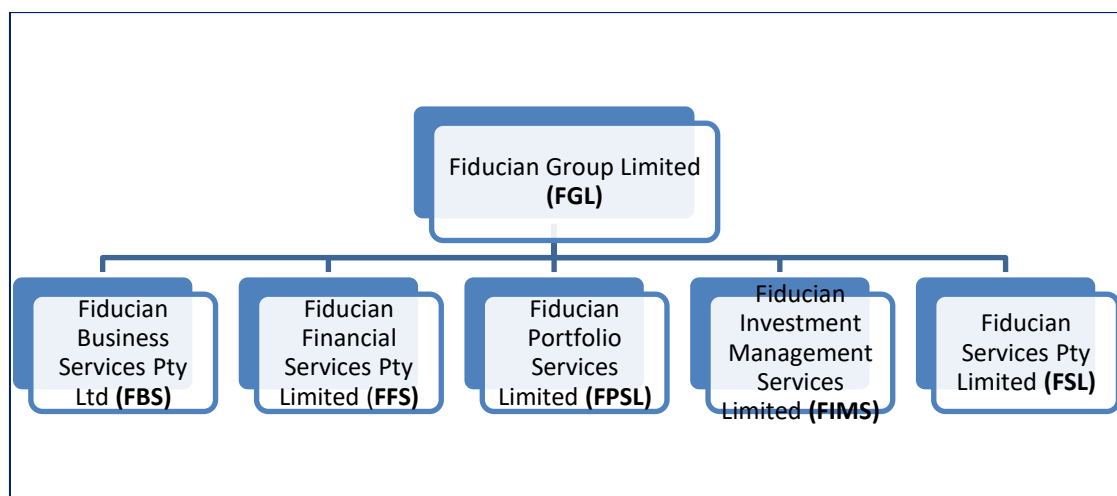 Fiducian Group Limited
(FGL)
Fiducian
Business
Services Pty
Ltd (FBS)
Fiducian
Financial
Services Pty
Limited (FFS)
Fiducian
Portfolio
Services
Limited (FPSL)
Fiducian
Investment
Management
Services
Limited (FIMS)
Fiducian
Services Pty
Limited (FSL)